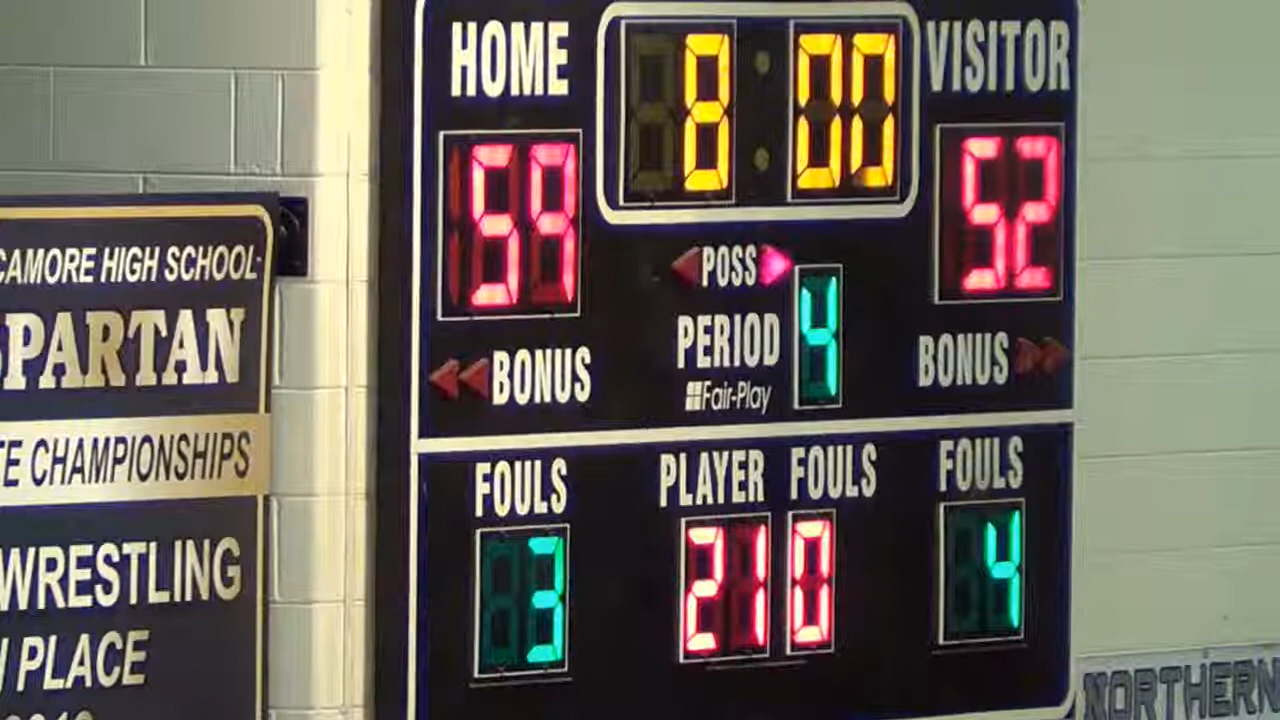 HOME
8:00
VISITOR
59
52
POSS
PERIOD 4
Fair-Play
BONUS
BONUS
FOULS
PLAYER FOULS
FOULS
3
21 0
4
CAMORE HIGH SCHOOL
SPARTAN
TE CHAMPIONSHIPS
WRESTLING
H PLACE
NORTHERN